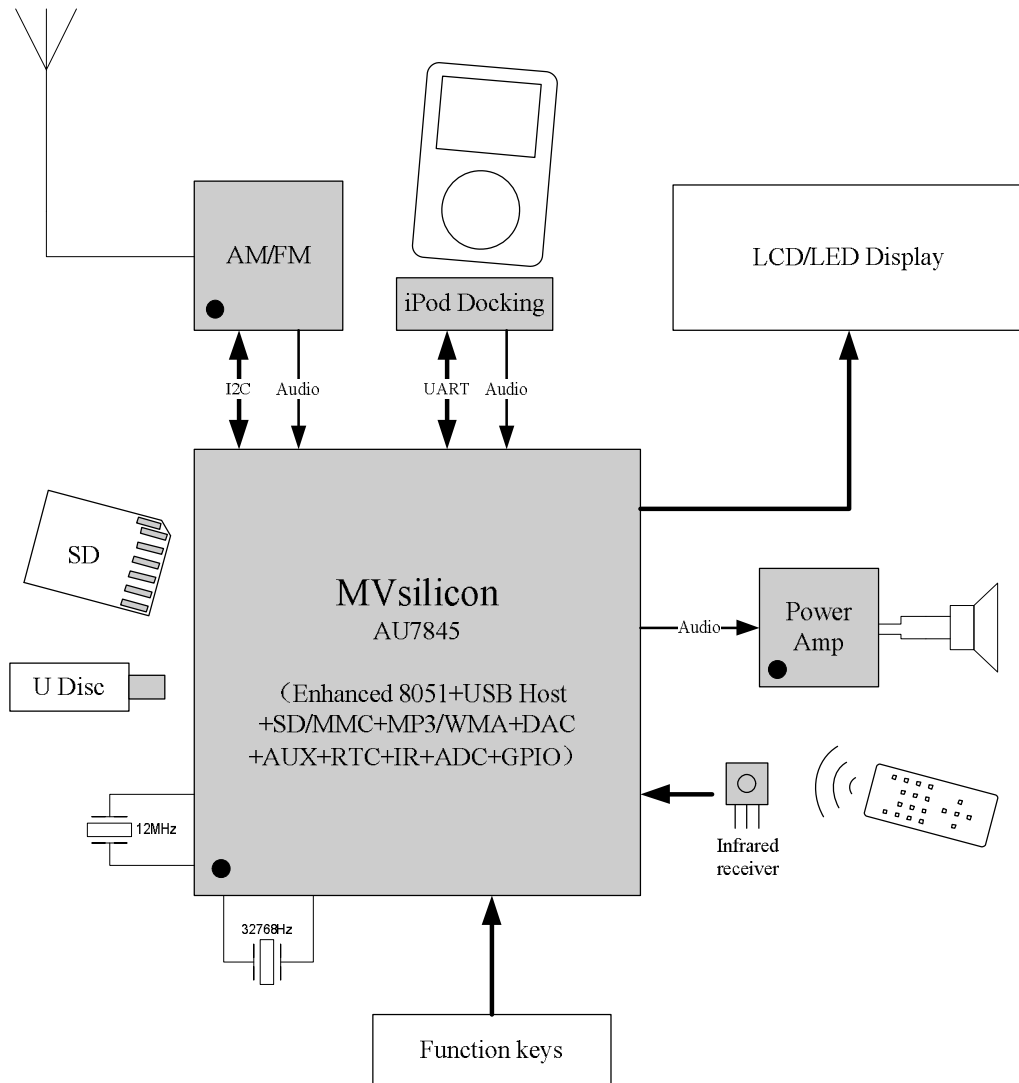 AM/FM
iPod Docking
LCD/LED Display
I2C
Audio
UART
Audio
SD
U Disc
MVsilicon
AU7845
（Enhanced 8051+USB Host
+SD/MMC+MP3/WMA+DAC
+AUX+RTC+IR+ADC+GPIO）
Audio
Power
Amp
12MHz
Infrared
receiver
32768Hz
Function keys